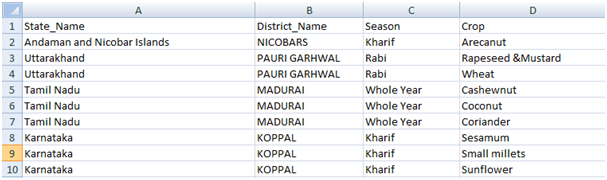 A B C D
1 State_Name District_Name Season Crop
2 Andaman and Nicobar Islands NICOBARS Kharif Arecanut
3 Uttarakhand PAURI GARHWAL Rabi Rapeseed &Mustard
4 Uttarakhand PAURI GARHWAL Rabi Wheat
5 Tamil Nadu MADURAI Whole Year Cashewnut
6 Tamil Nadu MADURAI Whole Year Coconut
7 Tamil Nadu MADURAI Whole Year Coriander
8 Karnataka KOPPAL Kharif Sesamum
9 Karnataka KOPPAL Kharif Small millets
10 Karnataka KOPPAL Kharif Sunflower